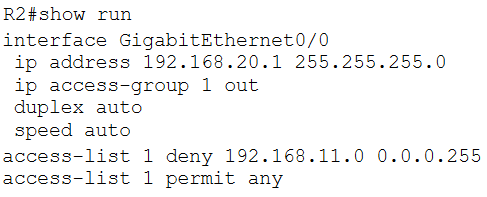 R2#show run
interface GigabitEthernet0/0
 ip address 192.168.20.1 255.255.255.0
 ip access-group 1 out
 duplex auto
 speed auto
access-list 1 deny 192.168.11.0 0.0.0.255
access-list 1 permit any